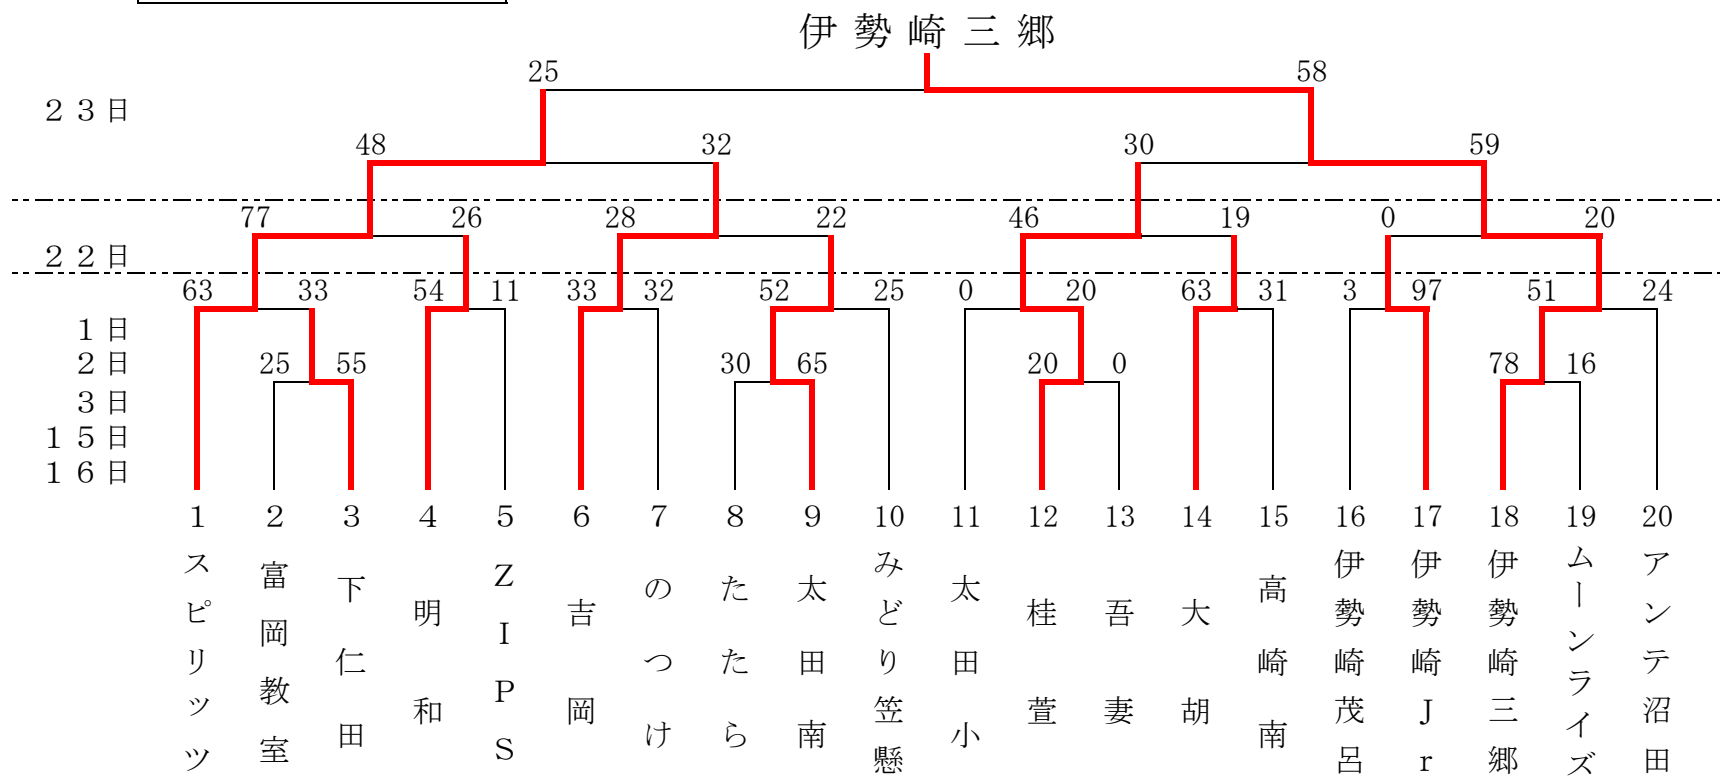 伊勢崎三郷
25 58
２３日
48 32 30 59
77 26 28 22 46 19 0 20
２２日
63 33 54 11 33 32 52 25 0 20 63 31 3 97 51 24
１日
２日
25 55 30 65 20 0 78 16
３日
１５日
１６日
1 2 3 4 5 6 7 8 9 10 11 12 13 14 15 16 17 18 19 20
スピリッツ
富岡教室
下仁田
明和
ZIPS
吉岡
のつけ
たたら
太田南
みどり笠懸
太田小
桂萱
吾妻
大胡
高崎南
伊勢崎茂呂
伊勢崎Jr
伊勢崎三郷
ムーンライズ
アンテ沼田